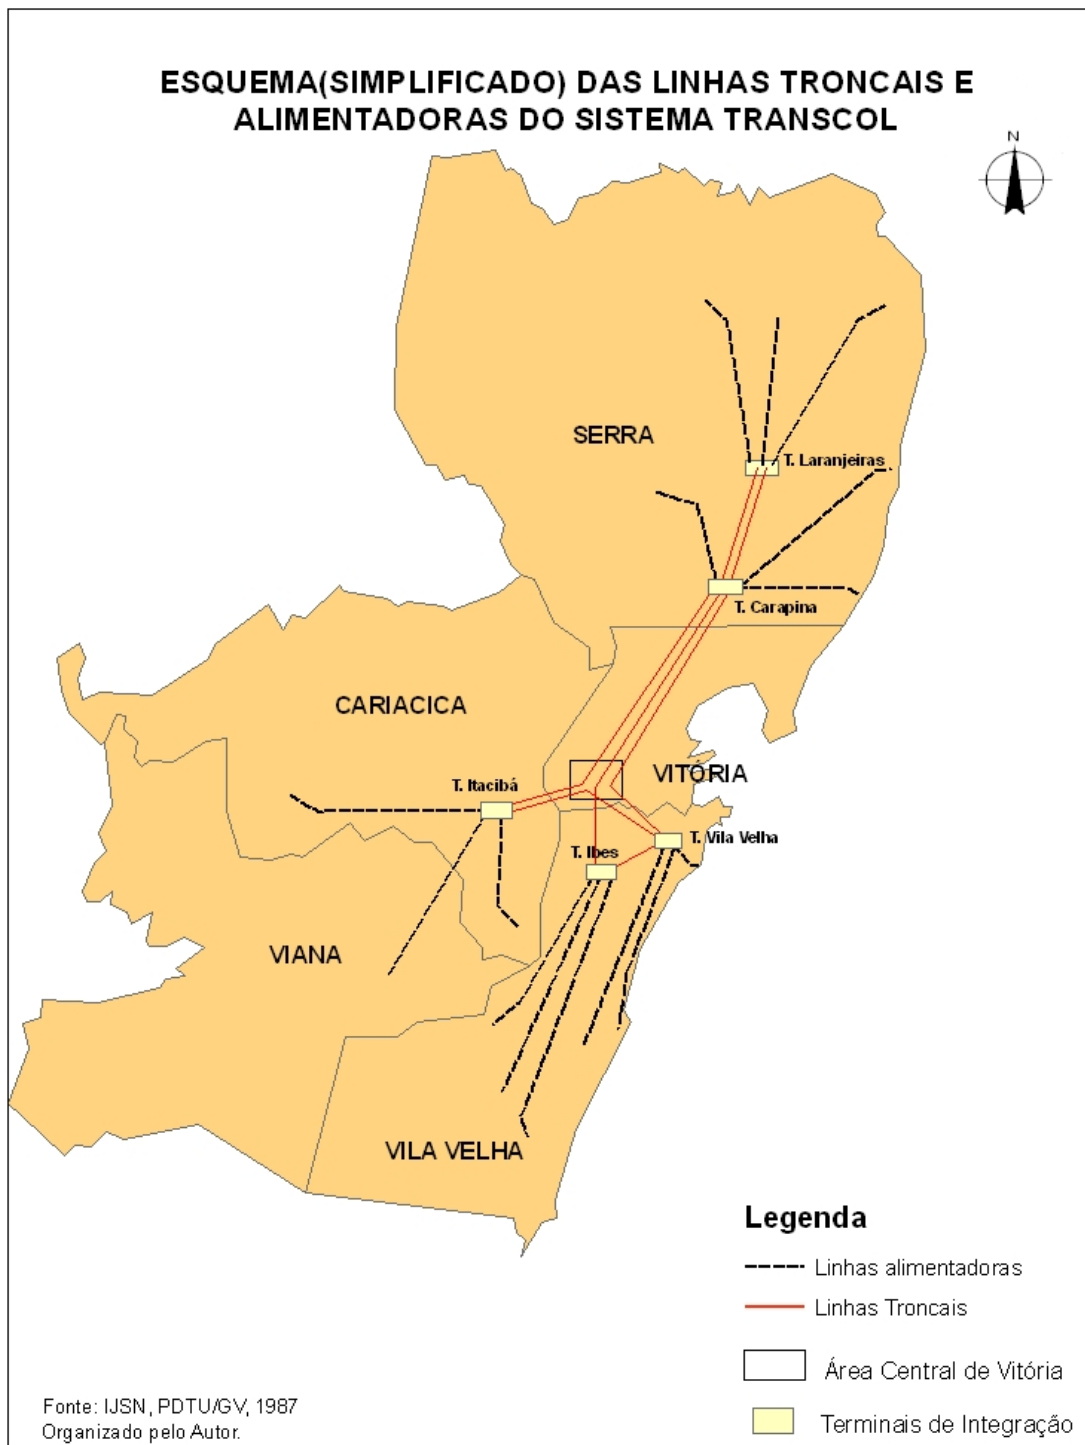 ESQUEMA(SIMPLIFICADO) DAS LINHAS TRONCAIS E
ALIMENTADORAS DO SISTEMA TRANSCOL
N
SERRA
T. Laranjeiras
T. Carapina
CARIACICA
VITÓRIA
T. Itacibá
T. Vila Velha
T. Ibes
VIANA
VILA VELHA
Legenda
Linhas alimentadoras
Linhas Troncais
Área Central de Vitória
Terminais de Integração
Fonte: IJSN, PDTU/GV, 1987
Organizado pelo Autor.